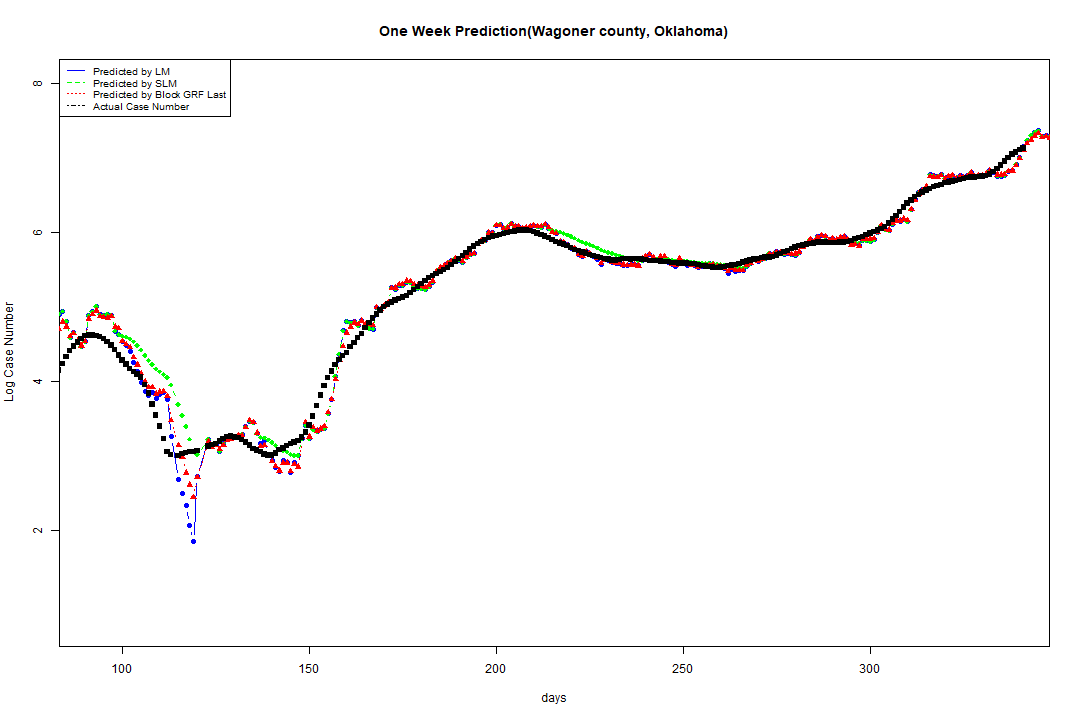 One Week Prediction(Wagoner county, Oklahoma)
Predicted by LM
Predicted by SLM
Predicted by Block GRF Last
Actual Case Number
8
6
4
2
Log Case Number
100 150 200 250 300
days